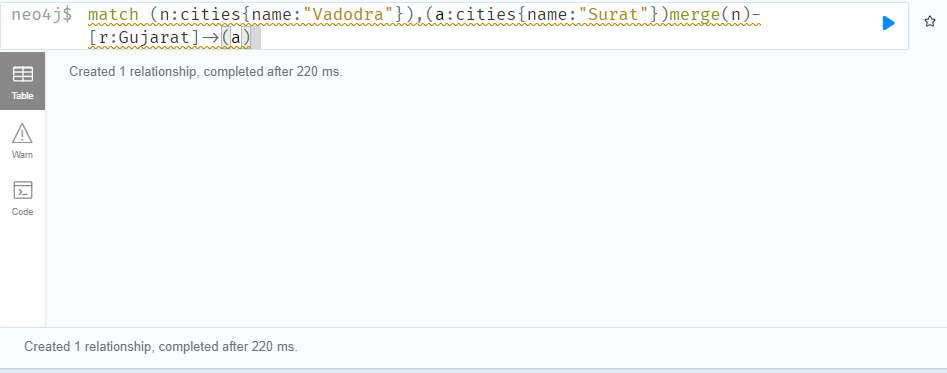 neo4j$ match (n:cities{name:"Vadodra"}),(a:cities{name:"Surat"})merge(n)-
[r:Gujarat]->(a)
Created 1 relationship, completed after 220 ms.
Table
Warn
Code
Created 1 relationship, completed after 220 ms.